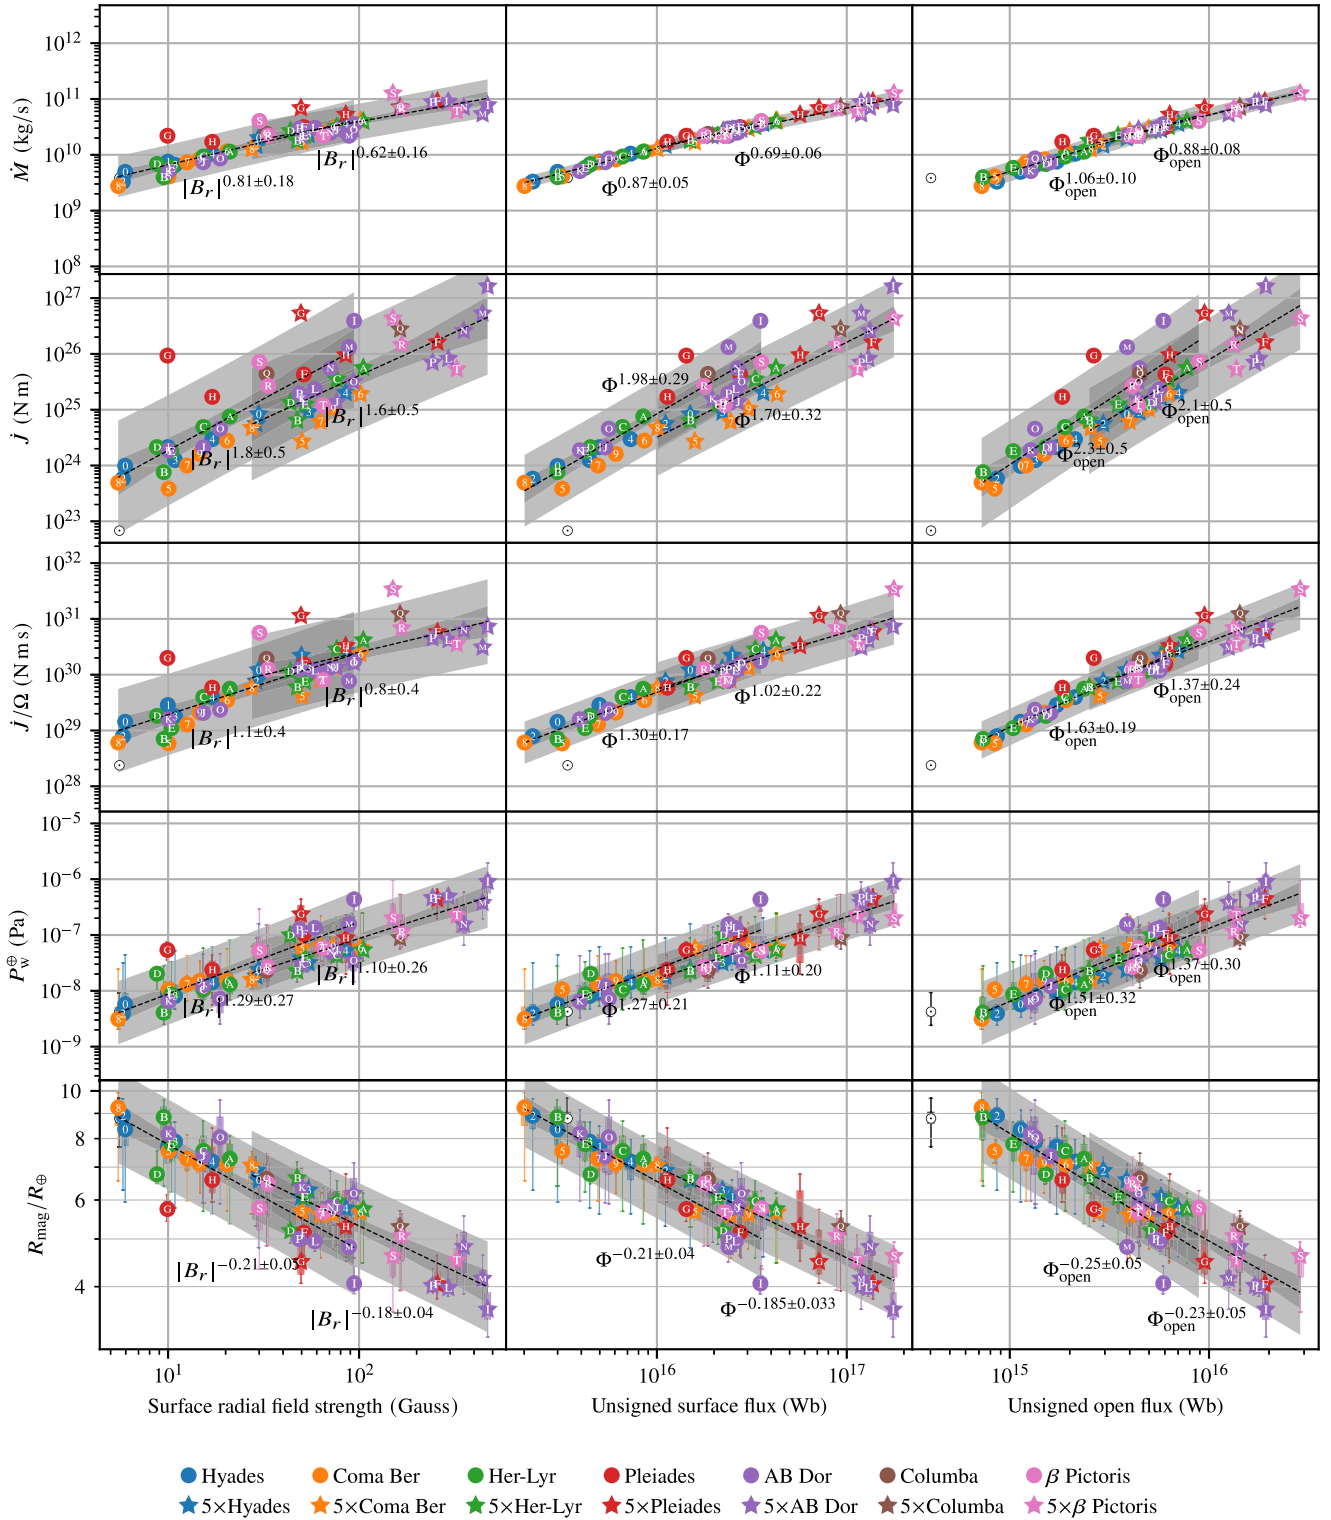 10^12
10^11
10^10
10^9
10^8
Ṁ (kg/s)
|B_r|^0.81±0.18
|B_r|^0.62±0.16
Φ^0.87±0.05
Φ^0.69±0.06
Φ_open^1.06±0.10
Φ_open^0.88±0.08
10^27
10^26
10^25
10^24
10^23
J̇ (N m)
|B_r|^1.8±0.5
|B_r|^1.6±0.5
Φ^1.98±0.29
Φ^1.70±0.32
Φ_open^2.3±0.5
Φ_open^2.1±0.5
10^32
10^31
10^30
10^29
10^28
J̇/Ω (N m s)
|B_r|^1.1±0.4
|B_r|^0.8±0.4
Φ^1.30±0.17
Φ^1.02±0.22
Φ_open^1.63±0.19
Φ_open^1.37±0.24
10^−5
10^−6
10^−7
10^−8
10^−9
P_w^⊕ (Pa)
|B_r|^1.29±0.27
|B_r|^1.10±0.26
Φ^1.27±0.21
Φ^1.11±0.20
Φ_open^1.51±0.32
Φ_open^1.37±0.30
10
8
6
4
R_mag/R_⊕
|B_r|^−0.21±0.05
|B_r|^−0.18±0.04
Φ^−0.21±0.04
Φ^−0.185±0.033
Φ_open^−0.25±0.05
Φ_open^−0.23±0.05
10^1 10^2 10^16 10^17 10^15 10^16
Surface radial field strength (Gauss) Unsigned surface flux (Wb) Unsigned open flux (Wb)
Hyades Coma Ber Her-Lyr Pleiades AB Dor Columba β Pictoris
5×Hyades 5×Coma Ber 5×Her-Lyr 5×Pleiades 5×AB Dor 5×Columba 5×β Pictoris